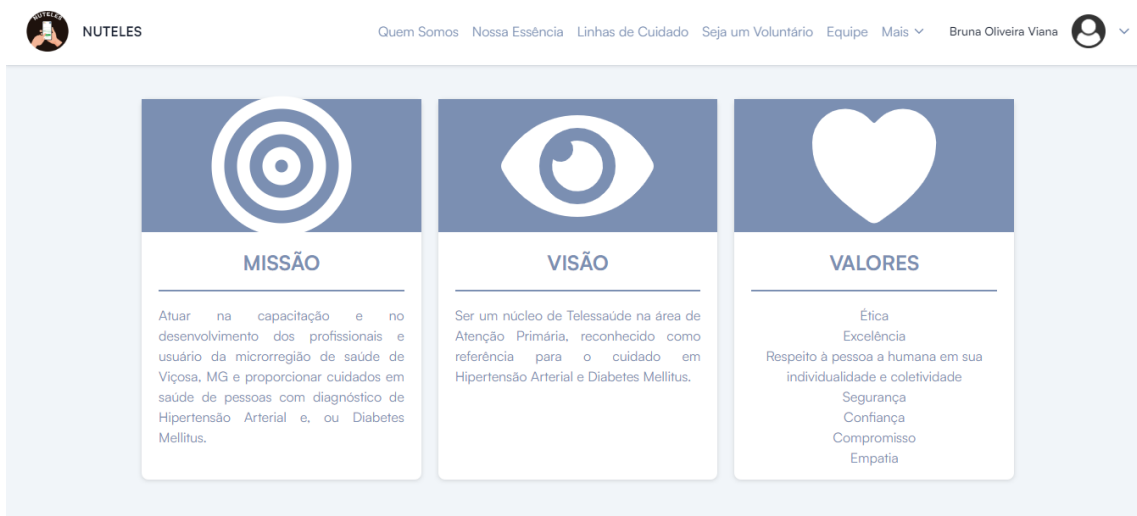 NUTELES
NUTELES
Quem Somos Nossa Essência Linhas de Cuidado Seja um Voluntário Equipe Mais
Bruna Oliveira Viana
MISSÃO
Atuar na capacitação e no
desenvolvimento dos profissionais e
usuário da microrregião de saúde de
Viçosa, MG e proporcionar cuidados em
saúde de pessoas com diagnóstico de
Hipertensão Arterial e, ou Diabetes
Mellitus.
VISÃO
Ser um núcleo de Telessaúde na área de
Atenção Primária, reconhecido como
referência para o cuidado em
Hipertensão Arterial e Diabetes Mellitus.
VALORES
Ética
Excelência
Respeito à pessoa a humana em sua
individualidade e coletividade
Segurança
Confiança
Compromisso
Empatia